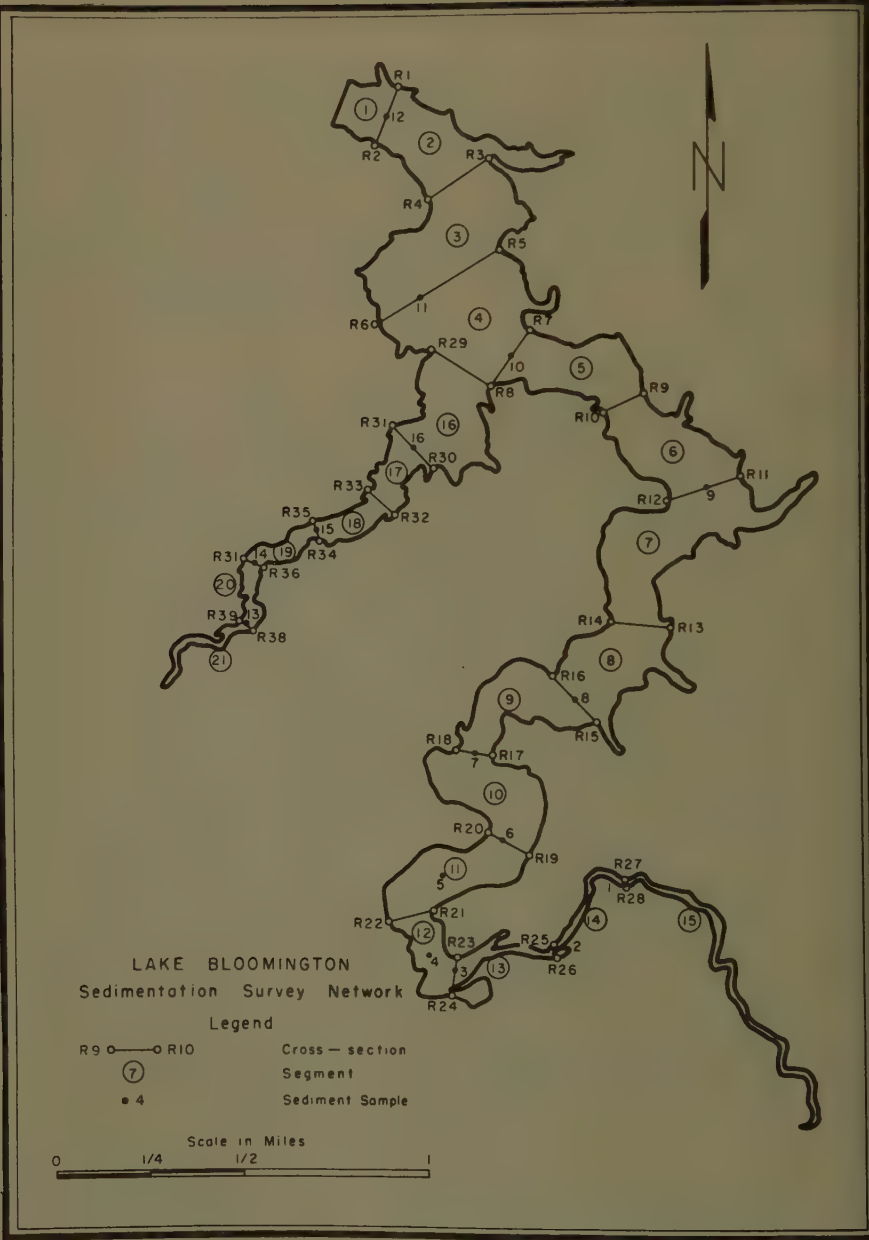 R1
1
12
2
R2
R3
R4
3
R5
11
R6
4
R7
R29
10
5
R8
R9
R10
R31
16
16
6
R30
17
R11
R33
9
R12
R35
18
R32
15
7
14
19
R34
R31
R36
20
R39
13
R14
R13
R38
21
8
R16
9
8
R15
R18
7
R17
10
R20
6
R19
11
5
R27
1
R28
R21
R22
14
15
12
R25
2
R23
4
R26
3
13
R24
N
LAKE BLOOMINGTON
Sedimentation Survey Network
Legend
R9 R10 Cross-section
7 Segment
4 Sediment Sample
Scale in Miles
0 1/4 1/2 1